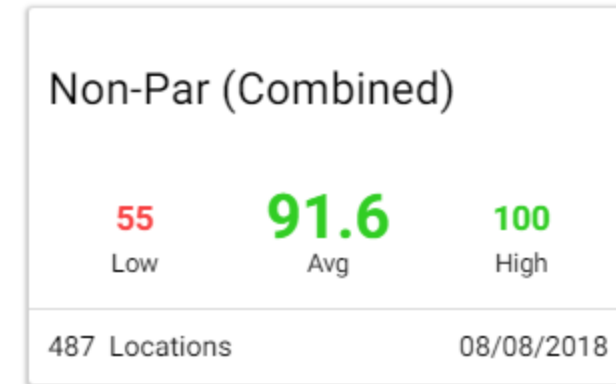 Non-Par (Combined)
55 91.6 100
Low Avg High
487 Locations 08/08/2018